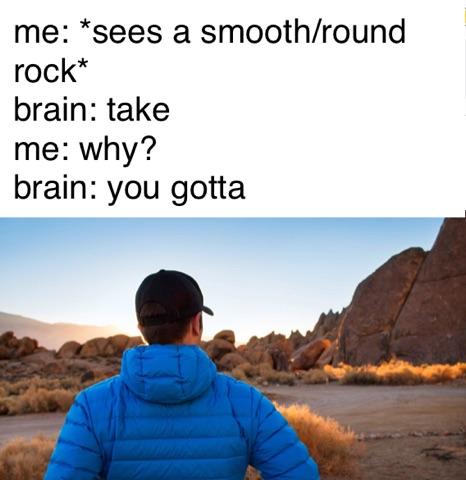 me: *sees a smooth/round
rock*
brain: take
me: why?
brain: you gotta